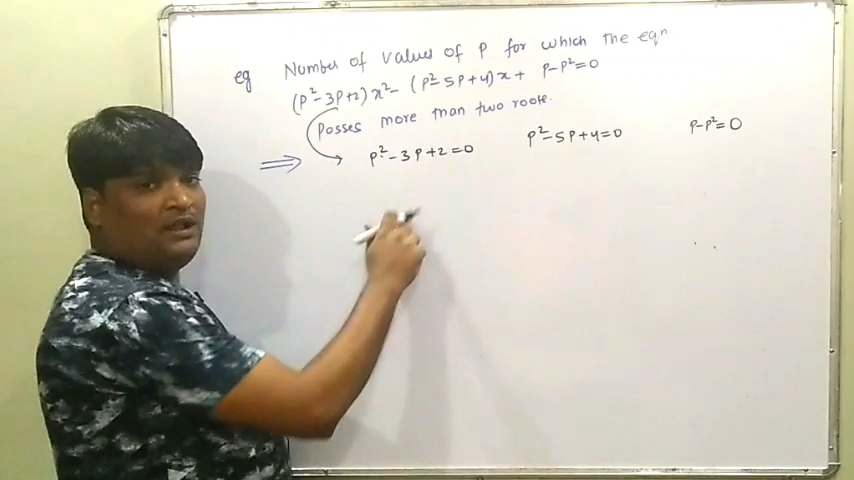 eg Number of values of P for which the eqn
(P²-3P+2)x²-(P²-5P+4)x+ P-P²=0
Posses more than two roots.
⟹ P²-3P+2=0 P²-5P+4=0 P-P²=0